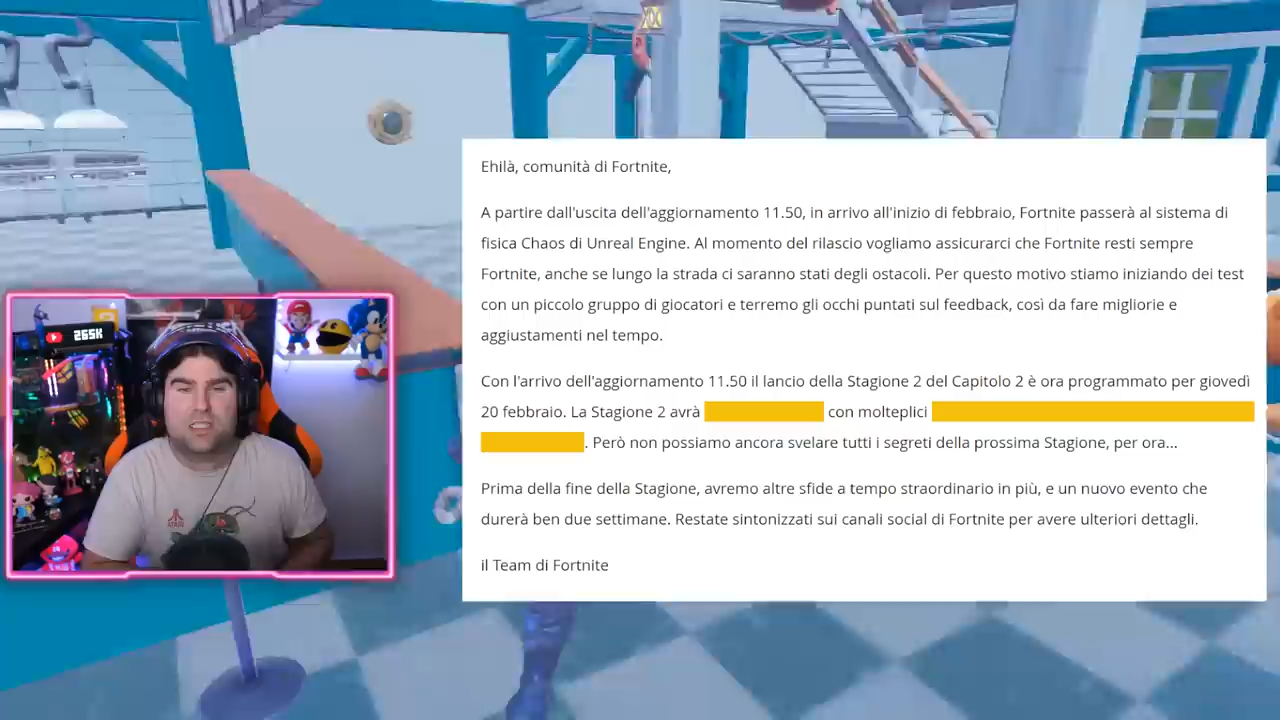 Ehilà, comunità di Fortnite,
A partire dall'uscita dell'aggiornamento 11.50, in arrivo all'inizio di febbraio, Fortnite passerà al sistema di
fisica Chaos di Unreal Engine. Al momento del rilascio vogliamo assicurarci che Fortnite resti sempre
Fortnite, anche se lungo la strada ci saranno stati degli ostacoli. Per questo motivo stiamo iniziando dei test
con un piccolo gruppo di giocatori e terremo gli occhi puntati sul feedback, così da fare migliorie e
aggiustamenti nel tempo.
Con l'arrivo dell'aggiornamento 11.50 il lancio della Stagione 2 del Capitolo 2 è ora programmato per giovedì
20 febbraio. La Stagione 2 avrà con molteplici
. Però non possiamo ancora svelare tutti i segreti della prossima Stagione, per ora...
Prima della fine della Stagione, avremo altre sfide a tempo straordinario in più, e un nuovo evento che
durerà ben due settimane. Restate sintonizzati sui canali social di Fortnite per avere ulteriori dettagli.
il Team di Fortnite
265K
ATARI